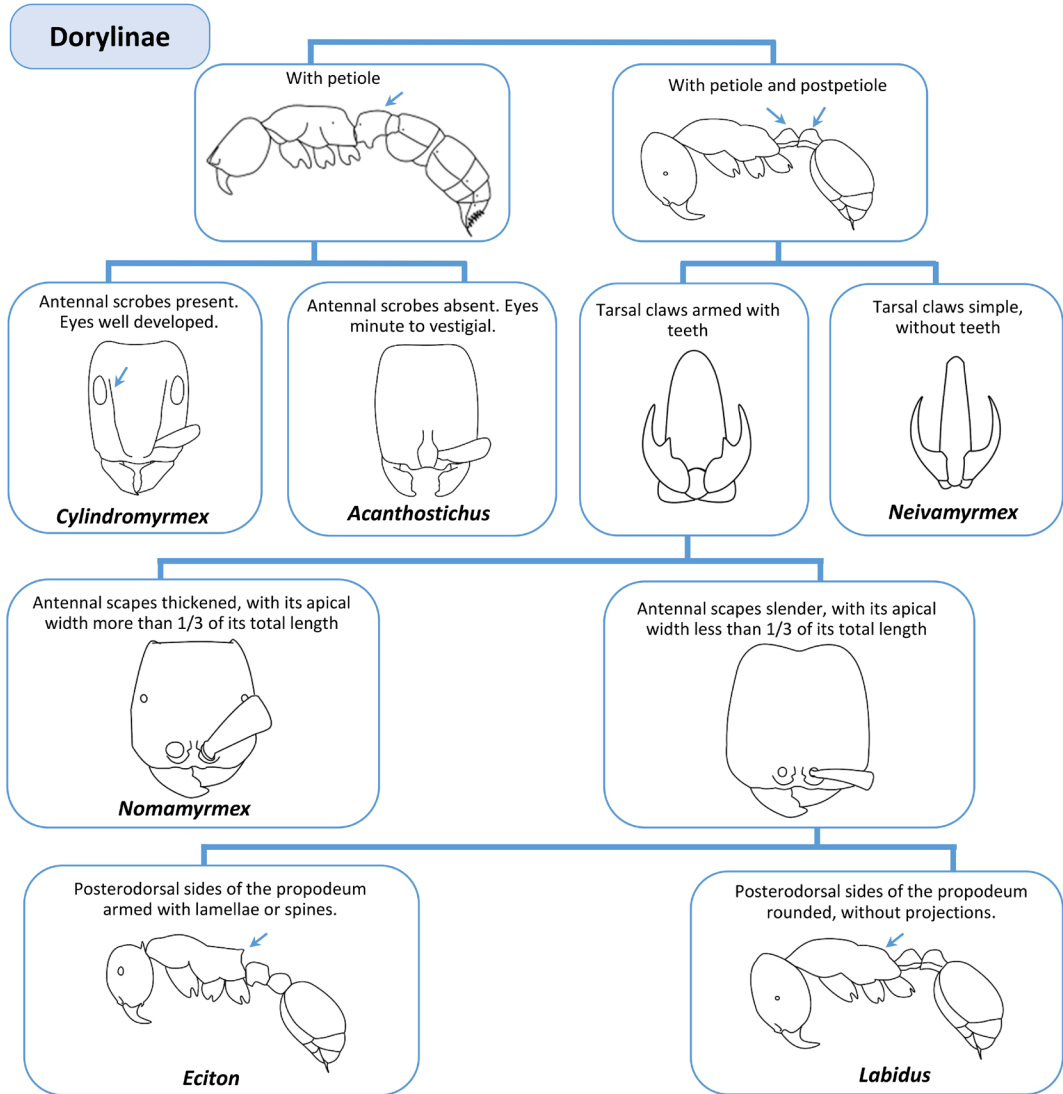 Dorylinae
With petiole
With petiole and postpetiole
Antennal scrobes present.
Eyes well developed.
Cylindromyrmex
Antennal scrobes absent. Eyes
minute to vestigial.
Acanthostichus
Tarsal claws armed with
teeth
Tarsal claws simple,
without teeth
Neivamyrmex
Antennal scapes thickened, with its apical
width more than 1/3 of its total length
Nomamyrmex
Antennal scapes slender, with its apical
width less than 1/3 of its total length
Posterodorsal sides of the propodeum
armed with lamellae or spines.
Eciton
Posterodorsal sides of the propodeum
rounded, without projections.
Labidus